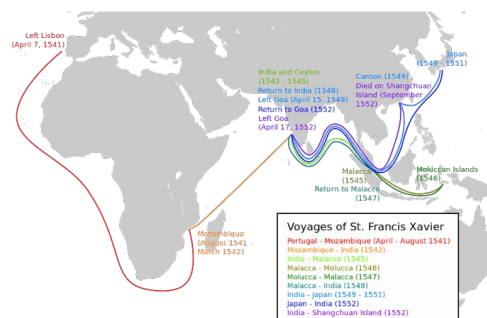 Left Lisbon
(April 7, 1541)
Japan
(1549 - 1551)
India and Ceylon
(1542 - 1545)
Return to India (1548)
Left Goa (April 15, 1549)
Return to Goa (1552)
Left Goa
(April 17, 1552)
Canton (1549)
Died on Shangchuan
Island (September
1552)
Malacca
(1545)
Return to Malacca
(1547)
Moluccan Islands
(1546)
Mozambique
(August 1541 -
March 1542)
Voyages of St. Francis Xavier
Portugal - Mozambique (April - August 1541)
Mozambique - India (1542)
India - Malacca (1545)
Malacca - Molucca (1546)
Molucca - Malacca (1547)
Malacca - India (1548)
India - Japan (1549 - 1551)
Japan - India (1552)
India - Shangchuan Island (1552)